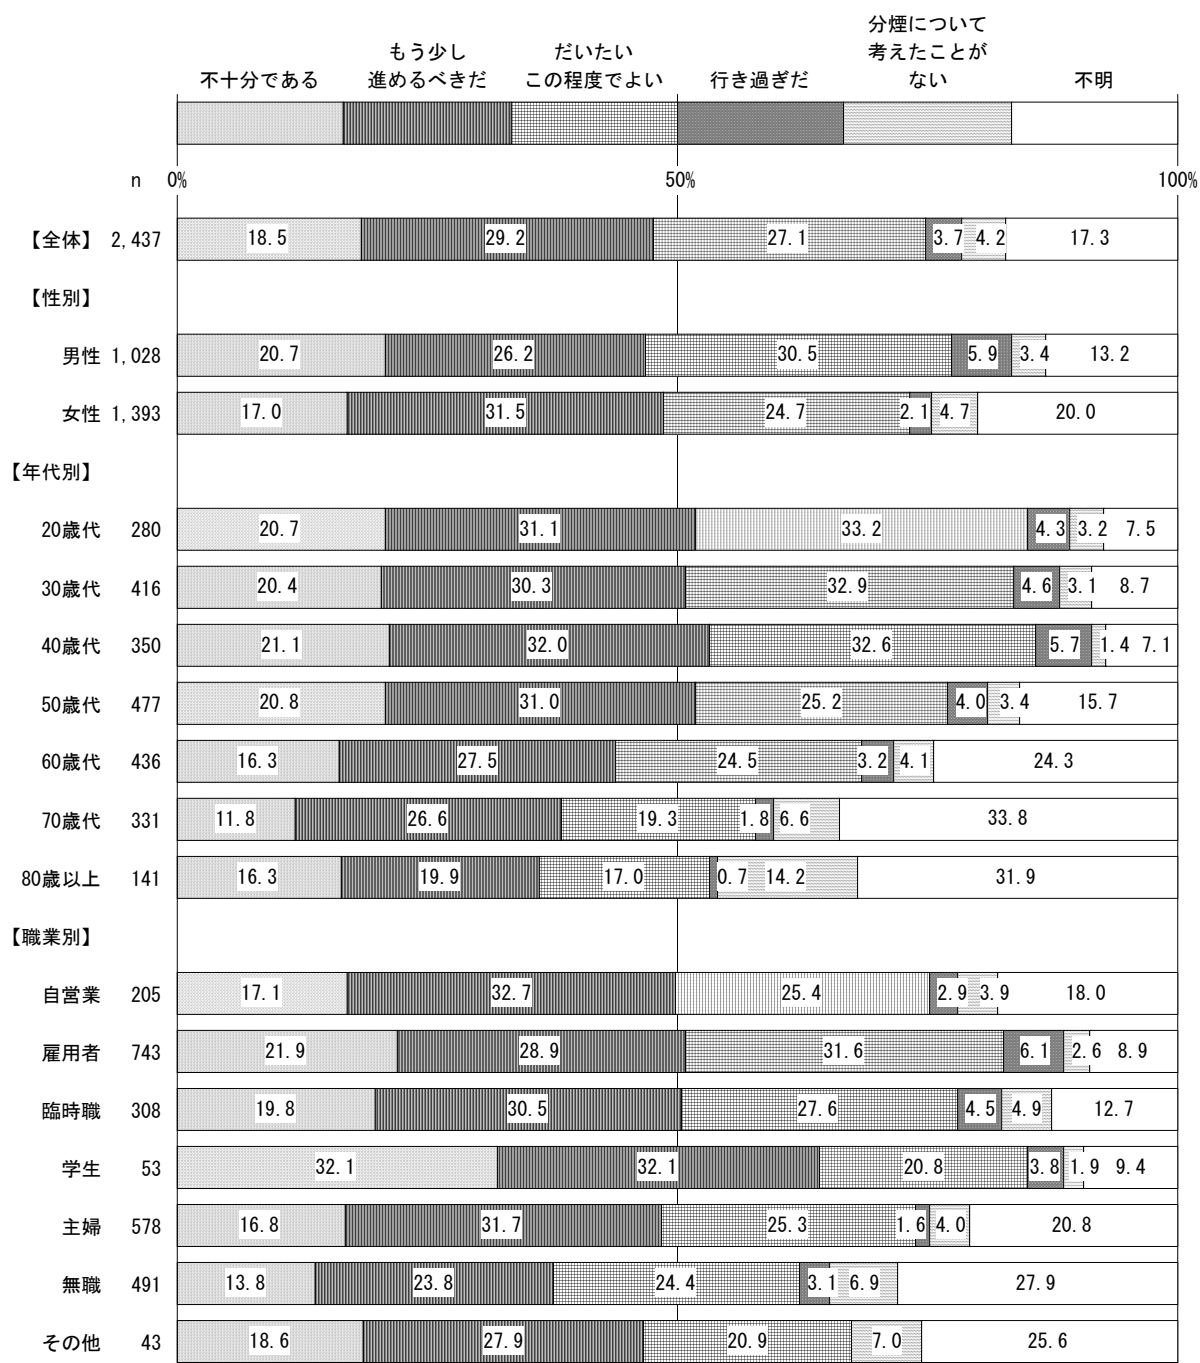 分煙について
もう少し だいたい 考えたことが
不十分である 進めるべきだ この程度でよい 行き過ぎだ ない 不明
n 0% 50% 100%
【全体】 2,437 18.5 29.2 27.1 3.7 4.2 17.3
【性別】
男性 1,028 20.7 26.2 30.5 5.9 3.4 13.2
女性 1,393 17.0 31.5 24.7 2.1 4.7 20.0
【年代別】
20歳代 280 20.7 31.1 33.2 4.3 3.2 7.5
30歳代 416 20.4 30.3 32.9 4.6 3.1 8.7
40歳代 350 21.1 32.0 32.6 5.7 1.4 7.1
50歳代 477 20.8 31.0 25.2 4.0 3.4 15.7
60歳代 436 16.3 27.5 24.5 3.2 4.1 24.3
70歳代 331 11.8 26.6 19.3 1.8 6.6 33.8
80歳以上 141 16.3 19.9 17.0 0.7 14.2 31.9
【職業別】
自営業 205 17.1 32.7 25.4 2.9 3.9 18.0
雇用者 743 21.9 28.9 31.6 6.1 2.6 8.9
臨時職 308 19.8 30.5 27.6 4.5 4.9 12.7
学生 53 32.1 32.1 20.8 3.8 1.9 9.4
主婦 578 16.8 31.7 25.3 1.6 4.0 20.8
無職 491 13.8 23.8 24.4 3.1 6.9 27.9
その他 43 18.6 27.9 20.9 7.0 25.6